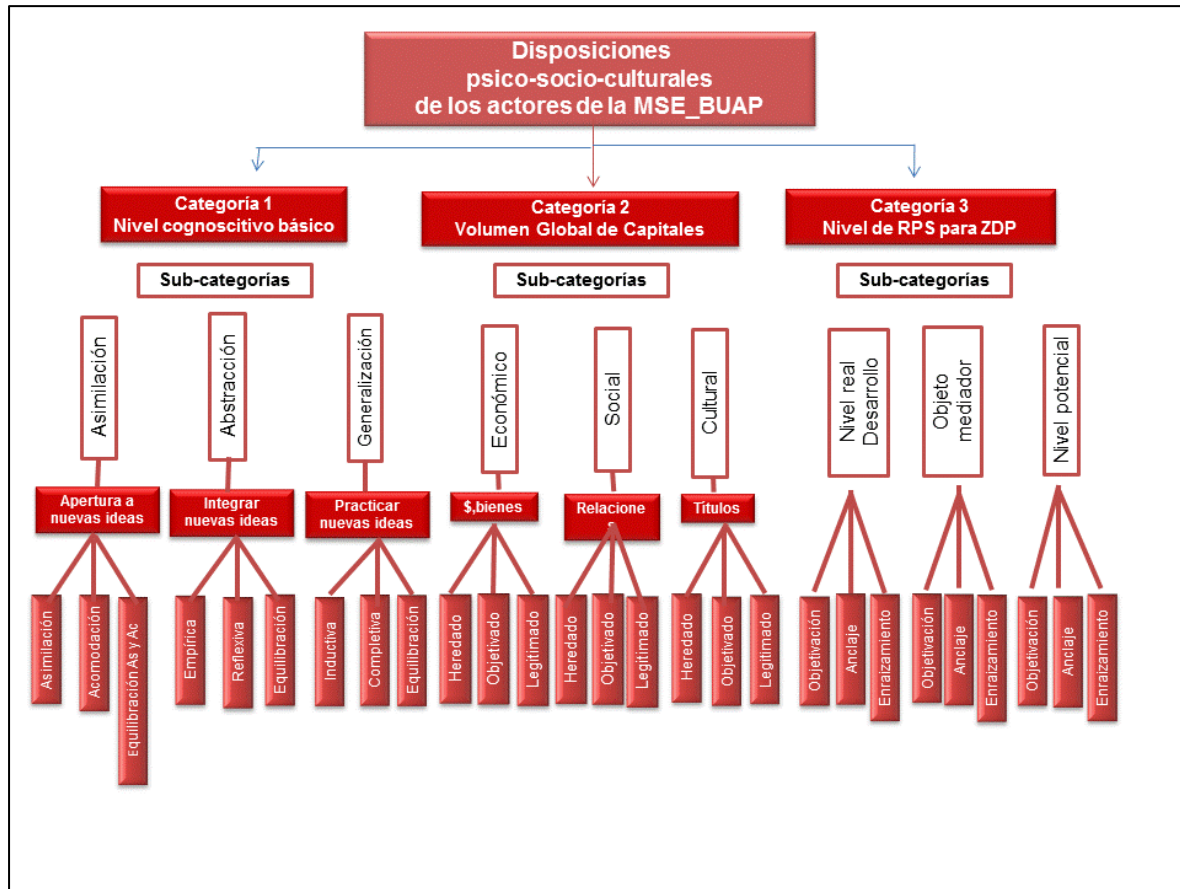 Disposiciones
psico-socio-culturales
de los actores de la MSE_BUAP
Categoría 1
Nivel cognoscitivo básico
Categoría 2
Volumen Global de Capitales
Categoría 3
Nivel de RPS para ZDP
Sub-categorías
Sub-categorías
Sub-categorías
Asimilación
Abstracción
Generalización
Económico
Social
Cultural
Nivel real
Desarrollo
Objeto
mediador
Nivel potencial
Apertura a
nuevas ideas
Integrar
nuevas ideas
Practicar
nuevas ideas
$,bienes
Relacione
s
Títulos
Asimilación
Acomodación
Equilibración As y Ac
Empírica
Reflexiva
Equilibración
Inductiva
Completiva
Equilibración
Heredado
Objetivado
Legitimado
Heredado
Objetivado
Legitimado
Heredado
Objetivado
Legitimado
Objetivación
Anclaje
Enraizamiento
Objetivación
Anclaje
Enraizamiento
Objetivación
Anclaje
Enraizamiento